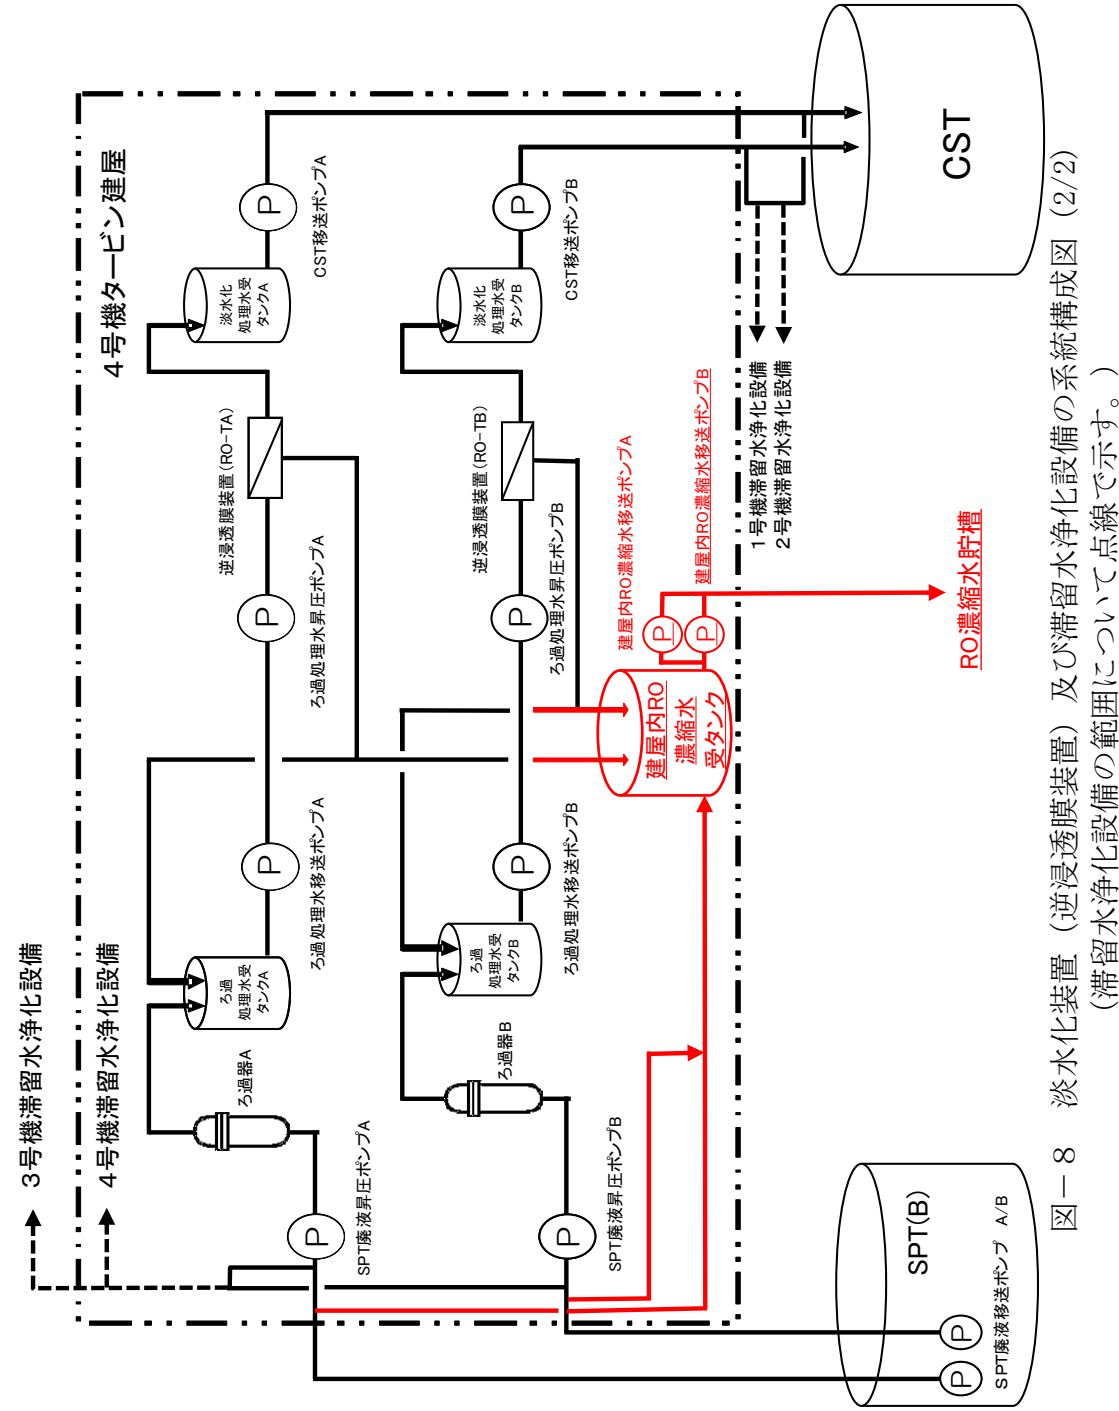 3号機滞留水浄化設備
4号機滞留水浄化設備
4号機タービン建屋
SPT廃液昇圧ポンプA
P
ろ過器A
ろ過
処理水受
タンクA
ろ過処理水移送ポンプA
P
ろ過処理水昇圧ポンプA
P
逆浸透膜装置(RO-TA)
淡水化
処理水受
タンクA
CST移送ポンプA
P
SPT廃液昇圧ポンプB
P
ろ過器B
ろ過
処理水受
タンクB
ろ過処理水移送ポンプB
P
ろ過処理水昇圧ポンプB
P
逆浸透膜装置(RO-TB)
淡水化
処理水受
タンクB
CST移送ポンプB
P
建屋内RO
濃縮水
受タンク
建屋内RO濃縮水移送ポンプA
P
P
建屋内RO濃縮水移送ポンプB
1号機滞留水浄化設備
2号機滞留水浄化設備
RO濃縮水貯槽
SPT(B)
P
P
SPT廃液移送ポンプ A/B
CST
図-8 淡水化装置(逆浸透膜装置)及び滞留水浄化設備の系統構成図 (2/2)
(滞留水浄化設備の範囲について点線で示す。)